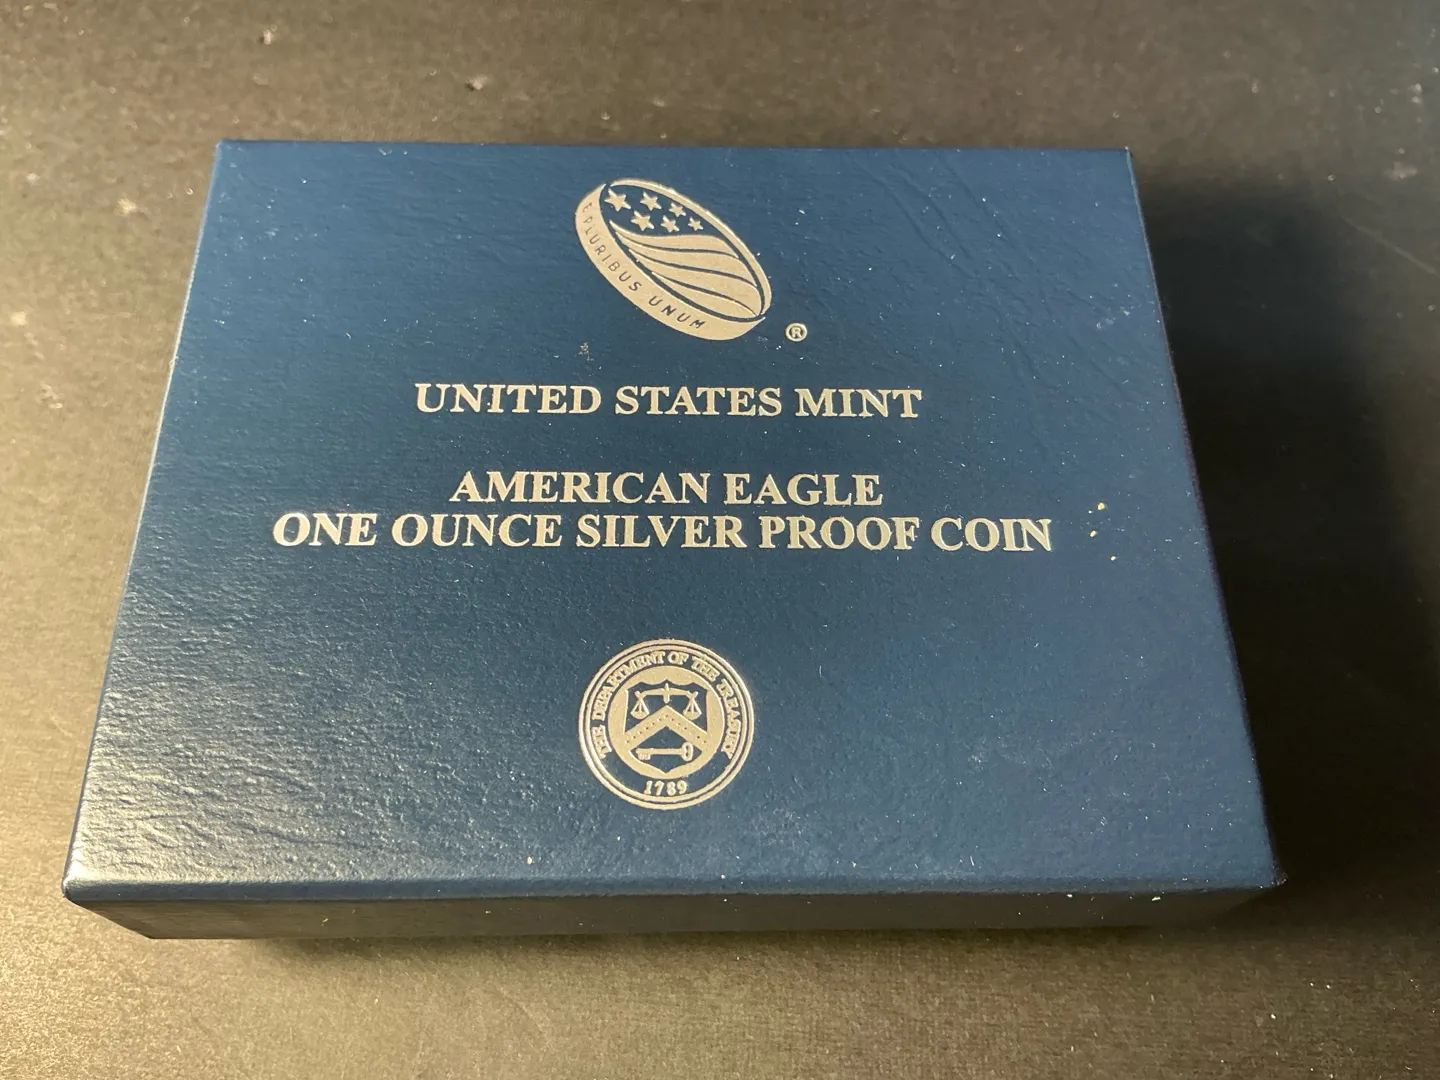 E PLURIBUS UNUM
®
UNITED STATES MINT
AMERICAN EAGLE
ONE OUNCE SILVER PROOF COIN
THE DEPARTMENT OF THE TREASURY
1789